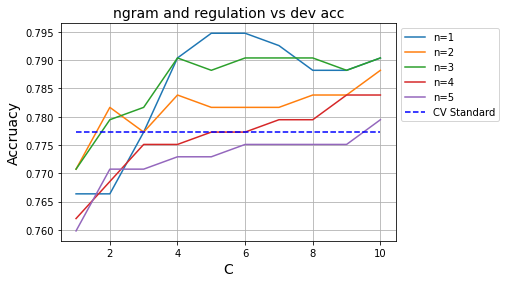 ngram and regulation vs dev acc
0.795
0.790
0.785
0.780
0.775
0.770
0.765
0.760
Accruacy
2 4 6 8 10
C
n=1
n=2
n=3
n=4
n=5
CV Standard